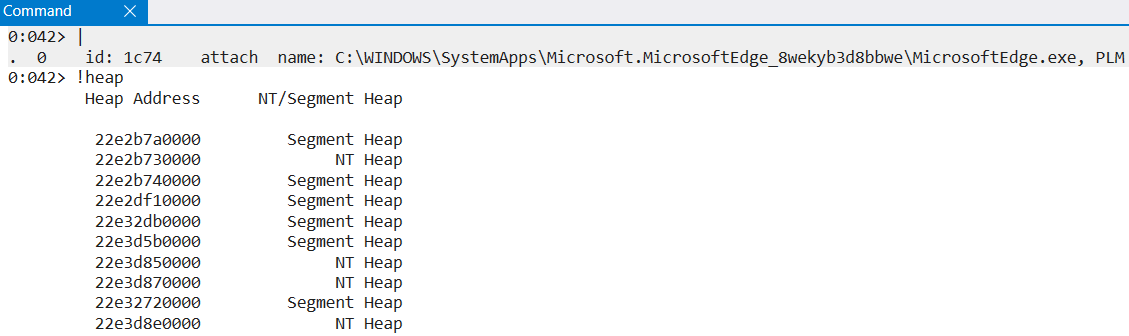 Command ×
0:042> |
.  0    id: 1c74    attach  name: C:\WINDOWS\SystemApps\Microsoft.MicrosoftEdge_8wekyb3d8bbwe\MicrosoftEdge.exe, PLM
0:042> !heap
        Heap Address      NT/Segment Heap

         22e2b7a0000         Segment Heap
         22e2b730000              NT Heap
         22e2b740000         Segment Heap
         22e2df10000         Segment Heap
         22e32db0000         Segment Heap
         22e3d5b0000         Segment Heap
         22e3d850000              NT Heap
         22e3d870000              NT Heap
         22e32720000         Segment Heap
         22e3d8e0000              NT Heap